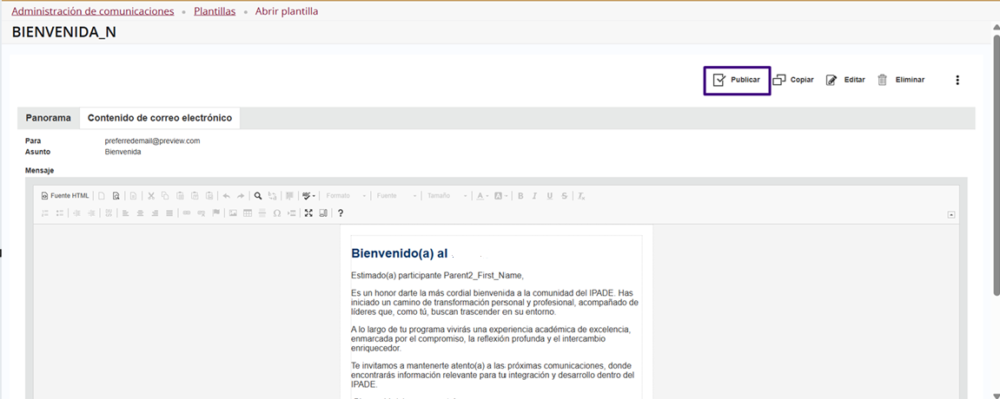 Administración de comunicaciones • Plantillas • Abrir plantilla
BIENVENIDA_N
Publicar Copiar Editar Eliminar
Panorama Contenido de correo electrónico
Para preferredemail@preview.com
Asunto Bienvenida
Mensaje
Fuente HTML Formato Fuente Tamaño A A B I U S Ix
?
Bienvenido(a) al
Estimado(a) participante Parent2_First_Name,
Es un honor darte la más cordial bienvenida a la comunidad del IPADE. Has
iniciado un camino de transformación personal y profesional, acompañado de
líderes que, como tú, buscan trascender en su entorno.
A lo largo de tu programa vivirás una experiencia académica de excelencia,
enmarcada por el compromiso, la reflexión profunda y el intercambio
enriquecedor.
Te invitamos a mantenerte atento(a) a las próximas comunicaciones, donde
encontrarás información relevante para tu integración y desarrollo dentro del
IPADE.